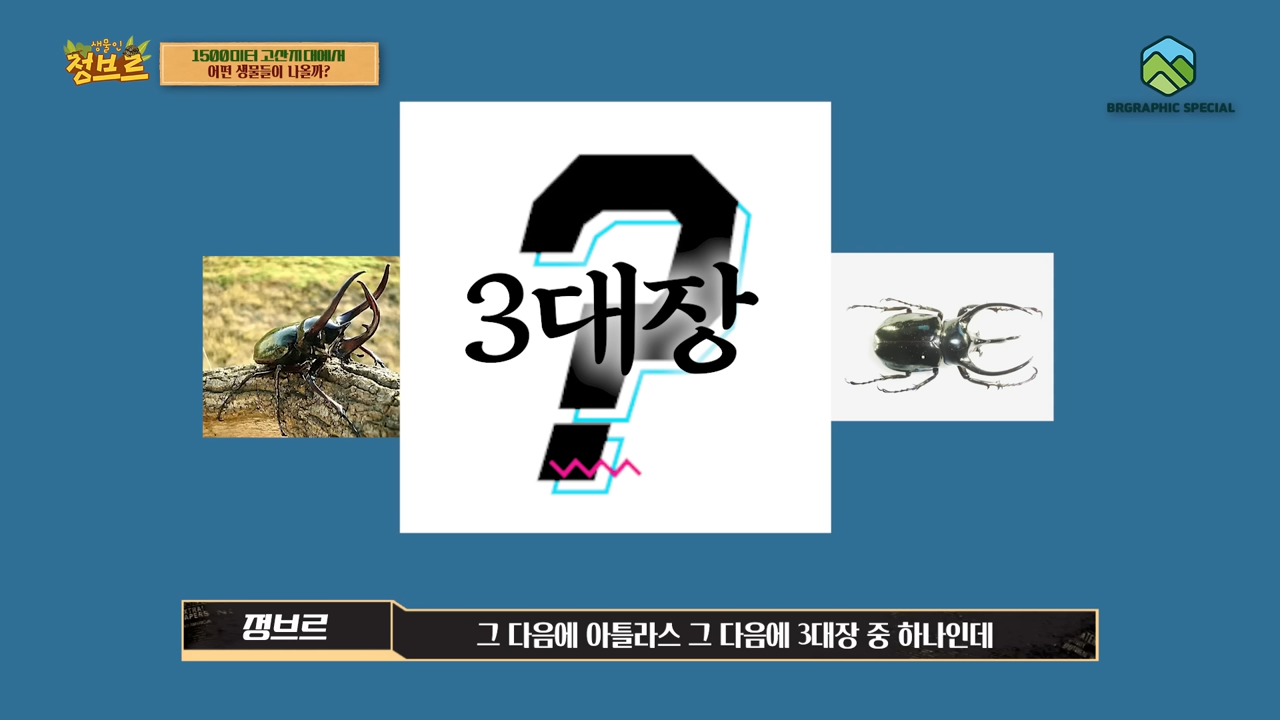 생물인
정브르
1500미터 고산지대에서
어떤 생물들이 나올까?
BRGRAPHIC SPECIAL
?
3대장
정브르
그 다음에 아틀라스 그 다음에 3대장 중 하나인데